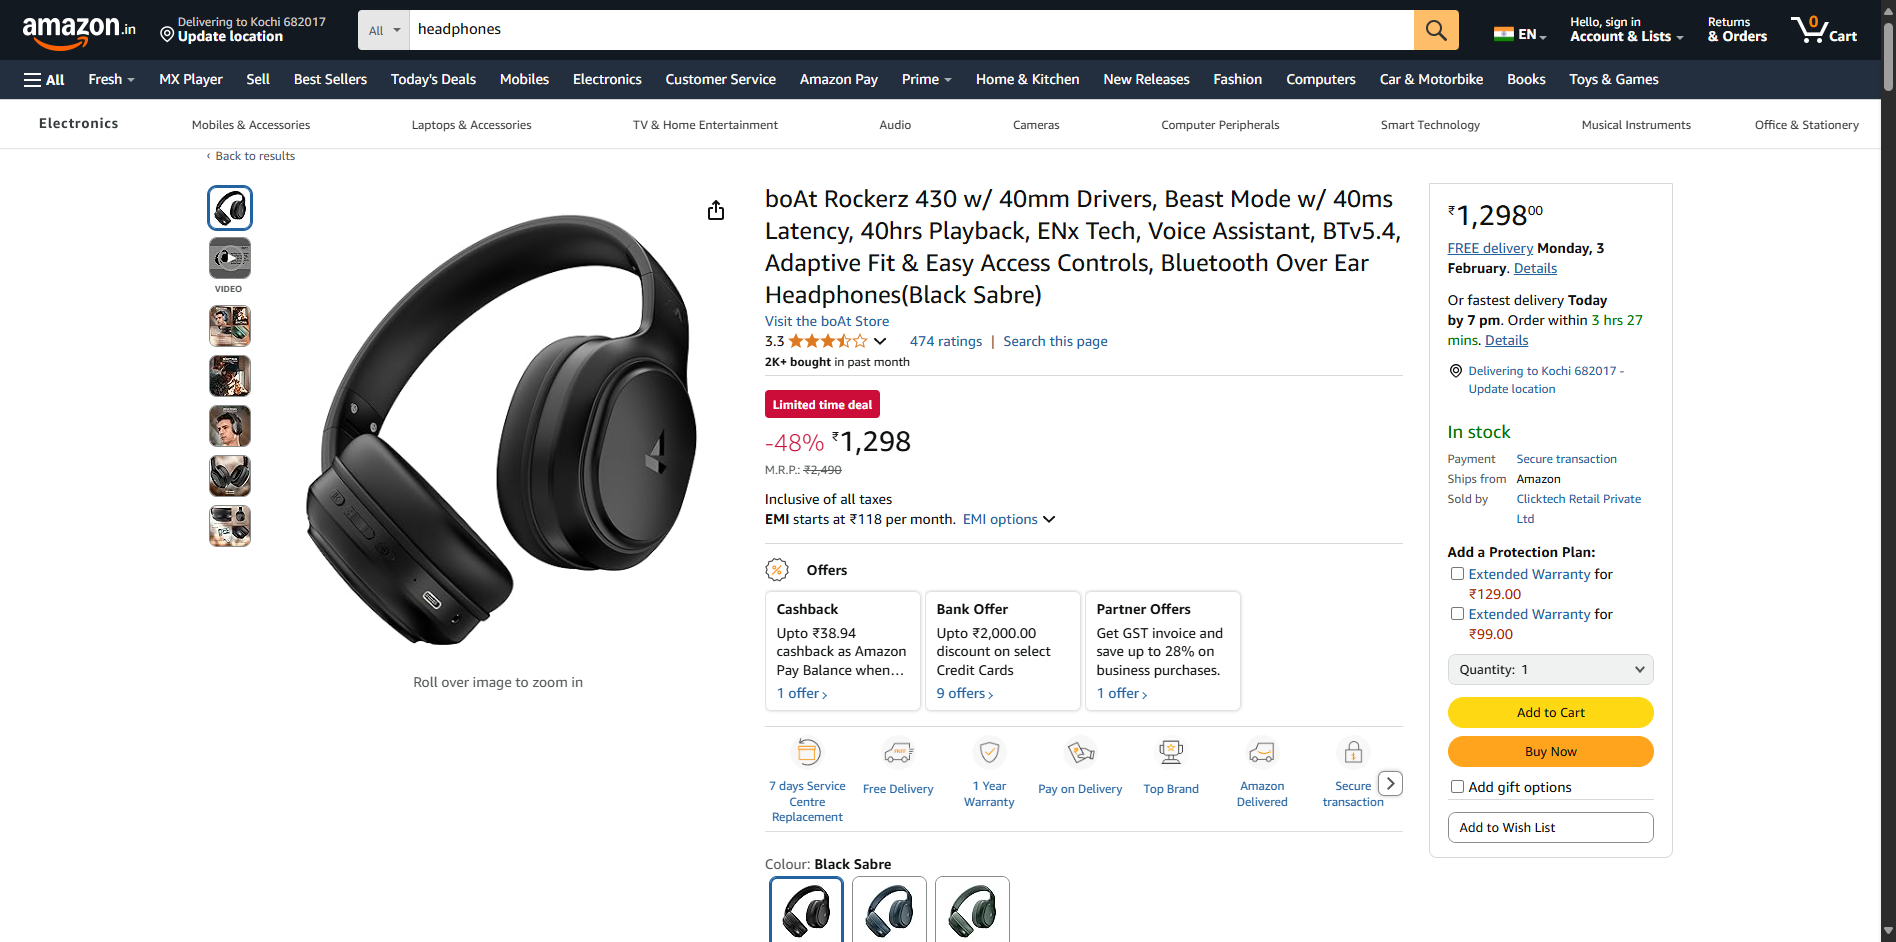 amazon.in
Delivering to Kochi 682017
Update location
All
headphones
EN
Hello, sign in
Account & Lists
Returns
& Orders
0
Cart
All
Fresh
MX Player
Sell
Best Sellers
Today's Deals
Mobiles
Electronics
Customer Service
Amazon Pay
Prime
Home & Kitchen
New Releases
Fashion
Computers
Car & Motorbike
Books
Toys & Games
Electronics
Mobiles & Accessories
Laptops & Accessories
TV & Home Entertainment
Audio
Cameras
Computer Peripherals
Smart Technology
Musical Instruments
Office & Stationery
‹ Back to results
VIDEO
Roll over image to zoom in
boAt Rockerz 430 w/ 40mm Drivers, Beast Mode w/ 40ms
Latency, 40hrs Playback, ENx Tech, Voice Assistant, BTv5.4,
Adaptive Fit & Easy Access Controls, Bluetooth Over Ear
Headphones(Black Sabre)
Visit the boAt Store
3.3
474 ratings | Search this page
2K+ bought in past month
Limited time deal
-48% ₹1,298
M.R.P.: ₹2,490
Inclusive of all taxes
EMI starts at ₹118 per month. EMI options
Offers
Cashback
Upto ₹38.94
cashback as Amazon
Pay Balance when...
1 offer ›
Bank Offer
Upto ₹2,000.00
discount on select
Credit Cards
9 offers ›
Partner Offers
Get GST invoice and
save up to 28% on
business purchases.
1 offer ›
7 days Service
Centre
Replacement
FREE
Free Delivery
1 Year
Warranty
Pay on Delivery
Top Brand
Amazon
Delivered
Secure
transaction
Colour: Black Sabre
₹1,29800
FREE delivery Monday, 3
February. Details
Or fastest delivery Today
by 7 pm. Order within 3 hrs 27
mins. Details
Delivering to Kochi 682017 -
Update location
In stock
Payment Secure transaction
Ships from Amazon
Sold by Clicktech Retail Private
Ltd
Add a Protection Plan:
Extended Warranty for
₹129.00
Extended Warranty for
₹99.00
Quantity: 1
Add to Cart
Buy Now
Add gift options
Add to Wish List